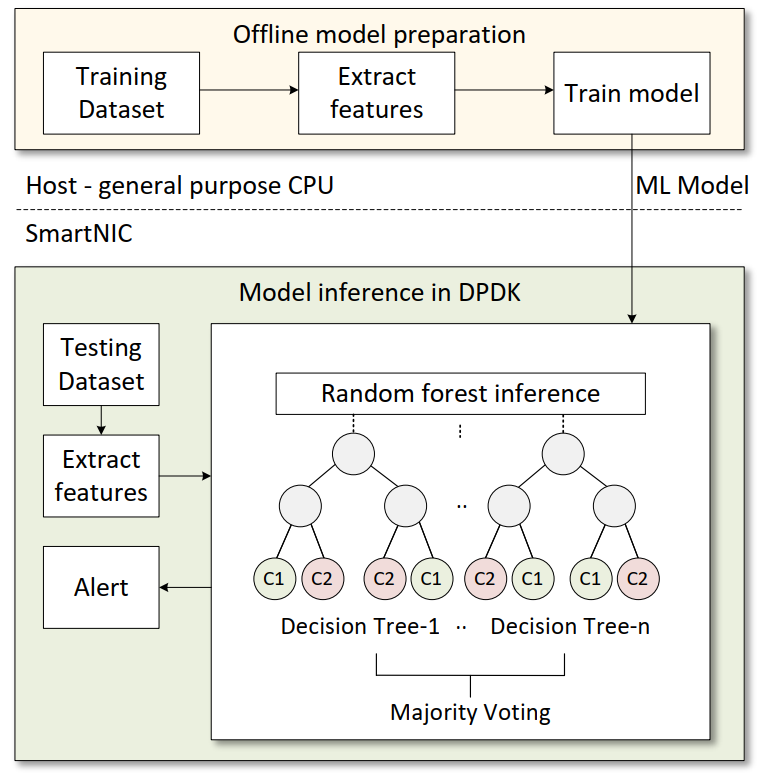 Offline model preparation
Training
Dataset
Extract
features
Train model
Host - general purpose CPU
ML Model
SmartNIC
Model inference in DPDK
Testing
Dataset
Extract
features
Alert
Random forest inference
C1 C2 C2 C1 C2 C1 C1 C2
Decision Tree-1 .. Decision Tree-n
Majority Voting